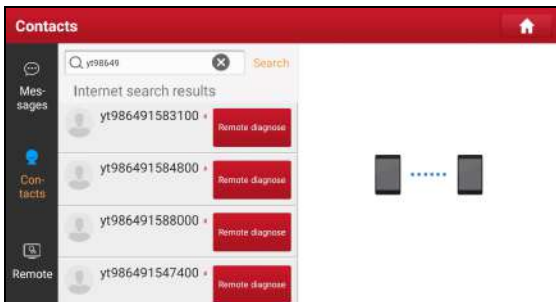 Contacts
yt98649
Search
Mes-
sages
Internet search results
yt986491583100
Remote diagnose
Con-
tacts
yt986491584800
Remote diagnose
yt986491588000
Remote diagnose
Remote
yt986491547400
Remote diagnose